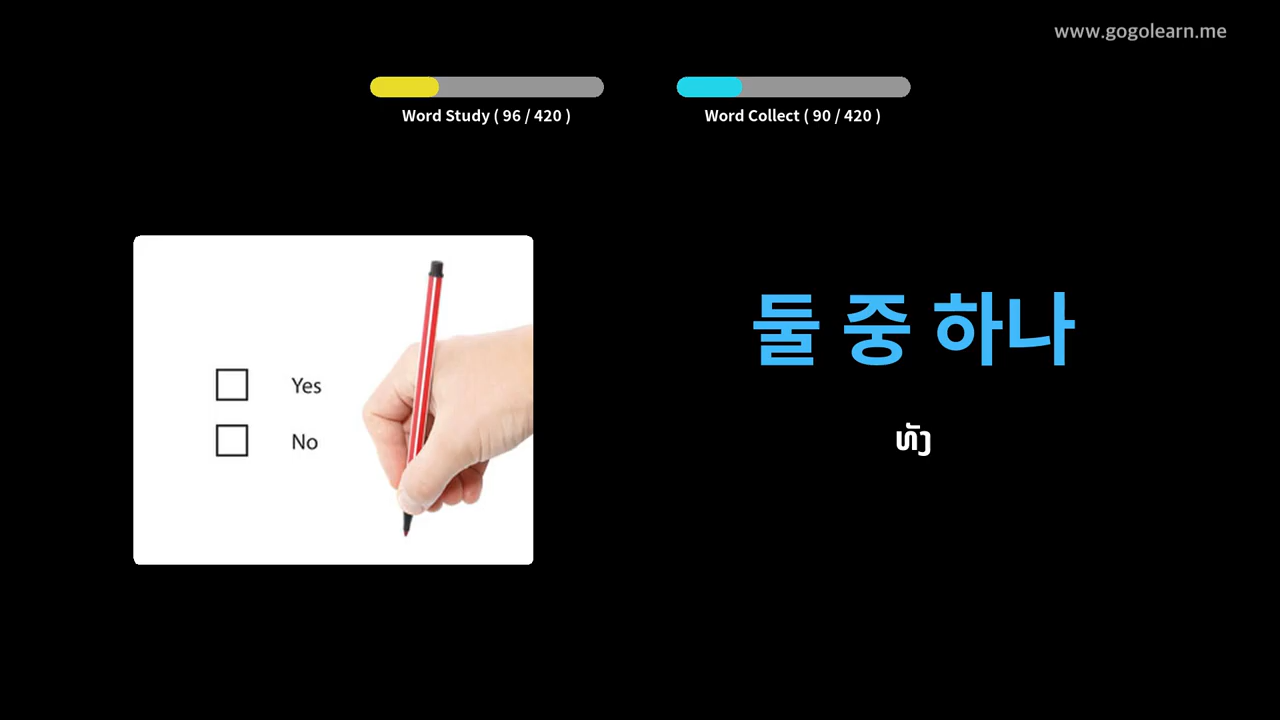 www.gogolearn.me
Word Study ( 96 / 420 )
Word Collect ( 90 / 420 )
Yes
No
둘 중 하나
ທັງ